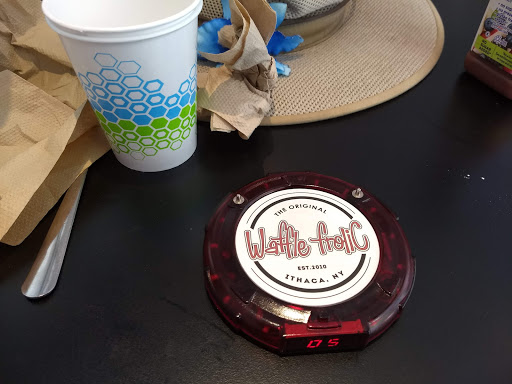 THE ORIGINAL
Waffle froliC
EST.2010
ITHACA, NY
05